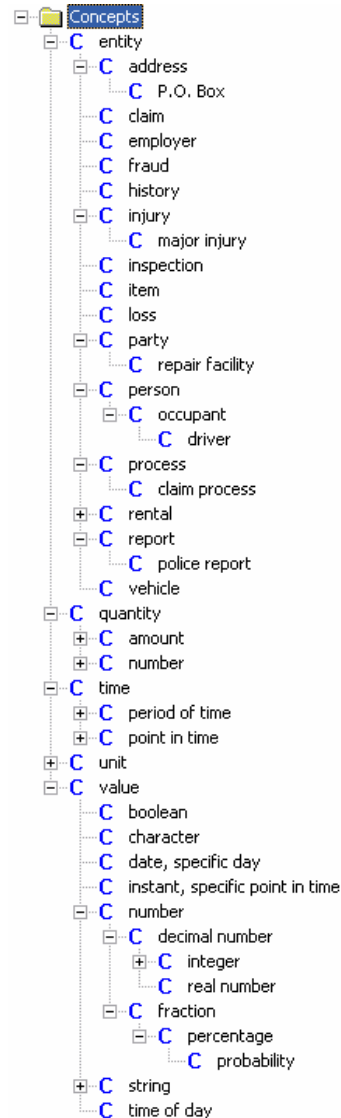 Concepts
C entity
C address
C P.O. Box
C claim
C employer
C fraud
C history
C injury
C major injury
C inspection
C item
C loss
C party
C repair facility
C person
C occupant
C driver
C process
C claim process
C rental
C report
C police report
C vehicle
C quantity
C amount
C number
C time
C period of time
C point in time
C unit
C value
C boolean
C character
C date, specific day
C instant, specific point in time
C number
C decimal number
C integer
C real number
C fraction
C percentage
C probability
C string
C time of day